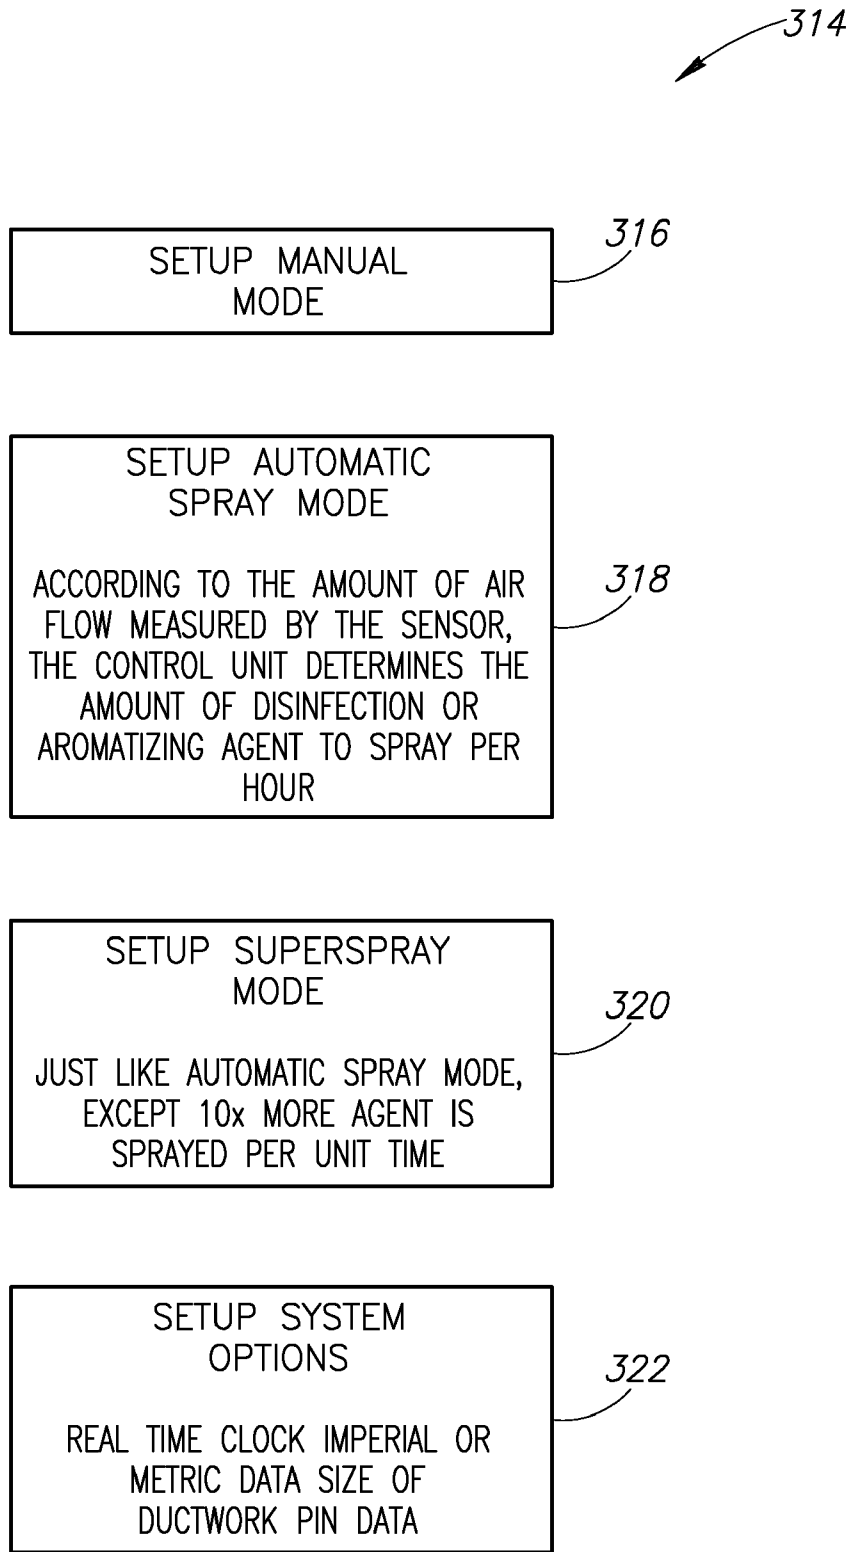 314
SETUP MANUAL
MODE
316
SETUP AUTOMATIC
SPRAY MODE
ACCORDING TO THE AMOUNT OF AIR
FLOW MEASURED BY THE SENSOR,
THE CONTROL UNIT DETERMINES THE
AMOUNT OF DISINFECTION OR
AROMATIZING AGENT TO SPRAY PER
HOUR
318
SETUP SUPERSPRAY
MODE
JUST LIKE AUTOMATIC SPRAY MODE,
EXCEPT 10x MORE AGENT IS
SPRAYED PER UNIT TIME
320
SETUP SYSTEM
OPTIONS
REAL TIME CLOCK IMPERIAL OR
METRIC DATA SIZE OF
DUCTWORK PIN DATA
322